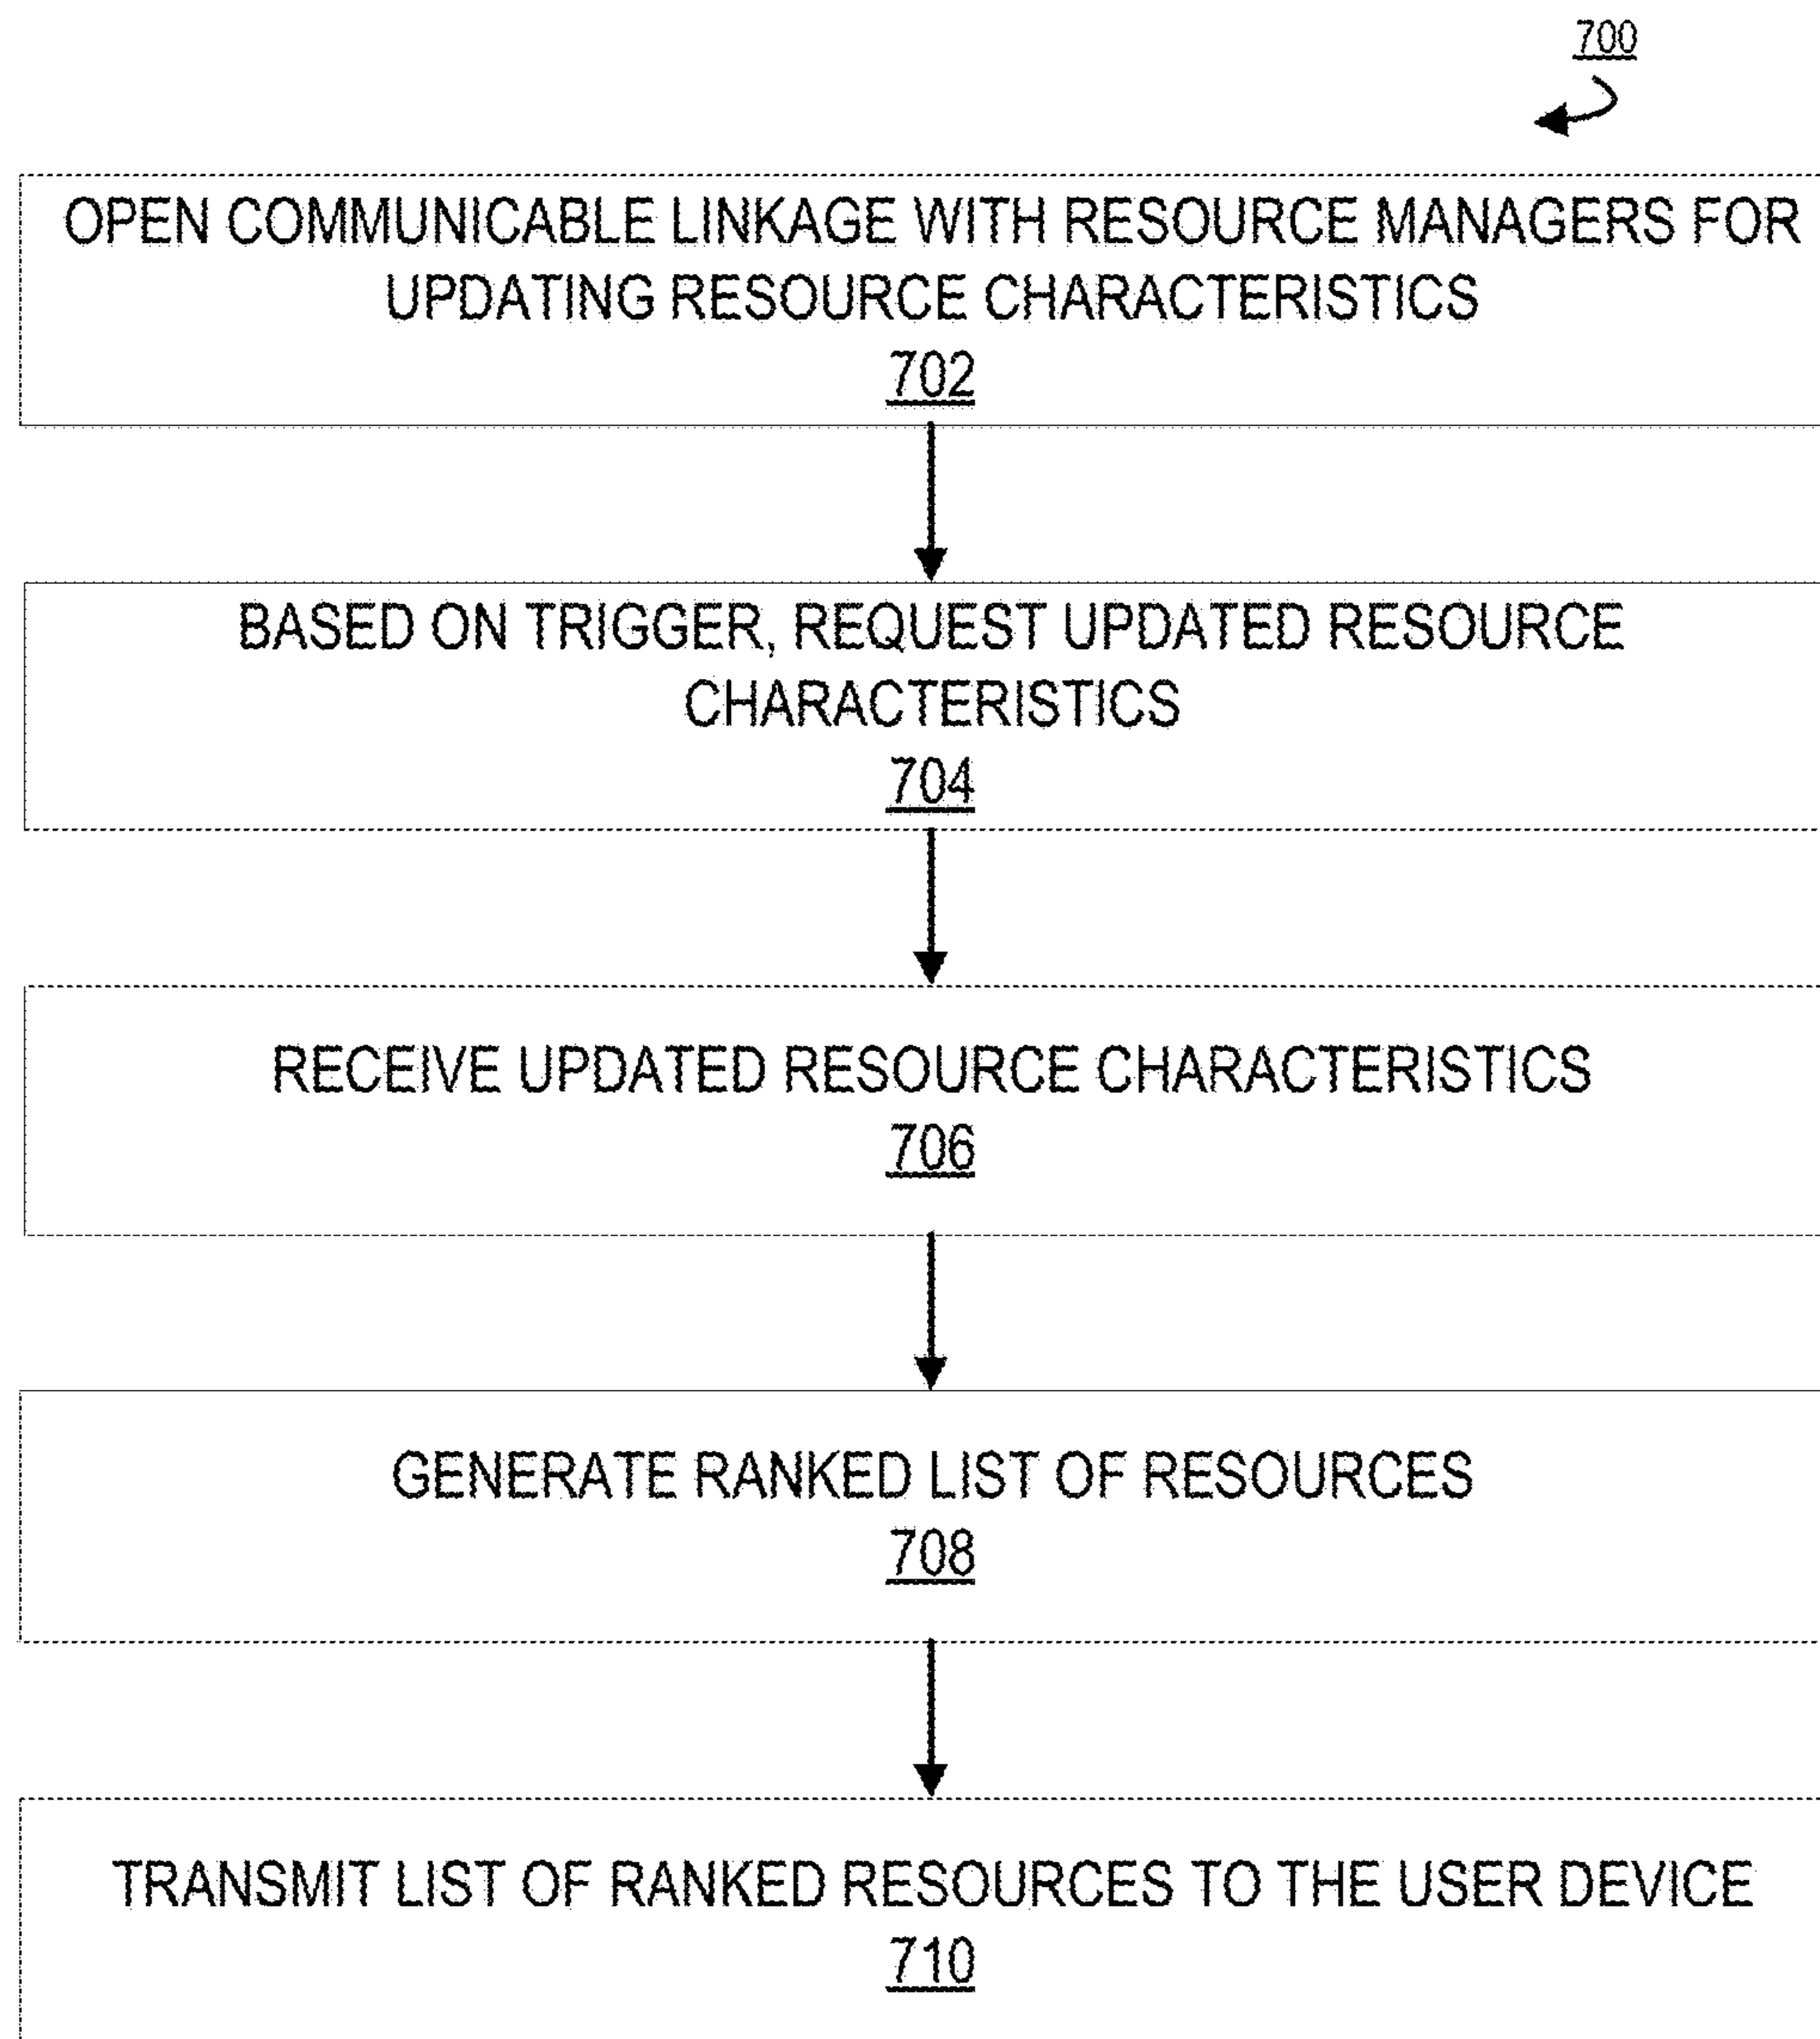 700
OPEN COMMUNICABLE LINKAGE WITH RESOURCE MANAGERS FOR
UPDATING RESOURCE CHARACTERISTICS
702
BASED ON TRIGGER, REQUEST UPDATED RESOURCE
CHARACTERISTICS
704
RECEIVE UPDATED RESOURCE CHARACTERISTICS
706
GENERATE RANKED LIST OF RESOURCES
708
TRANSMIT LIST OF RANKED RESOURCES TO THE USER DEVICE
710